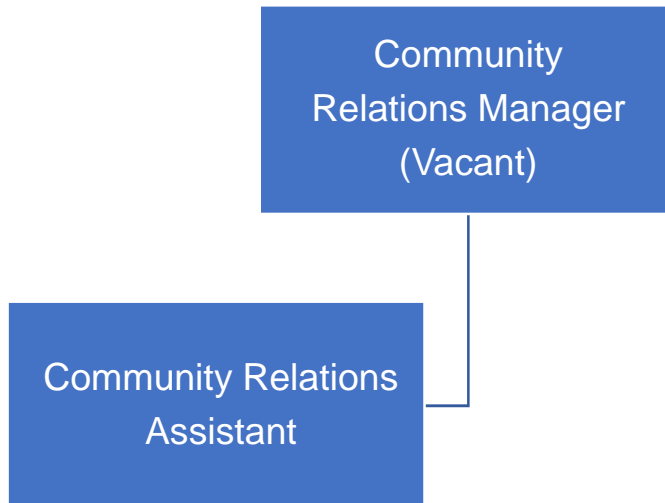 Community
Relations Manager
(Vacant)
Community Relations
Assistant